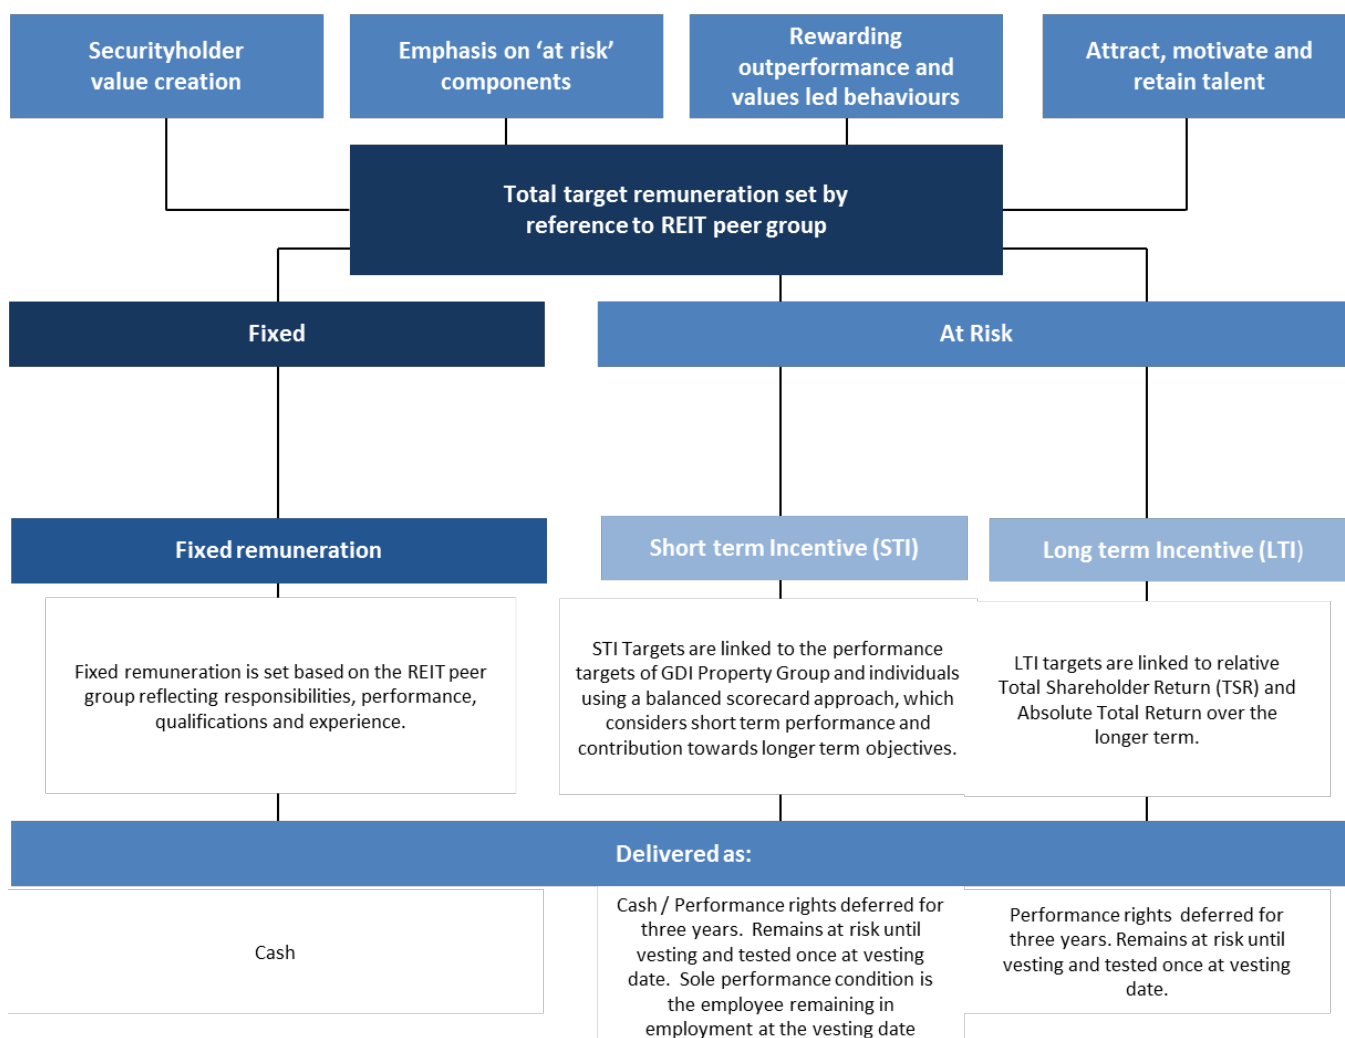 Securityholder
value creation
Emphasis on ‘at risk’
components
Rewarding
outperformance and
values led behaviours
Attract, motivate and
retain talent
Total target remuneration set by
reference to REIT peer group
Fixed
At Risk
Fixed remuneration
Short term Incentive (STI)
Long term Incentive (LTI)
Fixed remuneration is set based on the REIT peer
group reflecting responsibilities, performance,
qualifications and experience.
STI Targets are linked to the performance
targets of GDI Property Group and individuals
using a balanced scorecard approach, which
considers short term performance and
contribution towards longer term objectives.
LTI targets are linked to relative
Total Shareholder Return (TSR) and
Absolute Total Return over the
longer term.
Delivered as:
Cash
Cash / Performance rights deferred for
three years. Remains at risk until
vesting and tested once at vesting
date. Sole performance condition is
the employee remaining in
employment at the vesting date
Performance rights deferred for
three years. Remains at risk until
vesting and tested once at vesting
date.